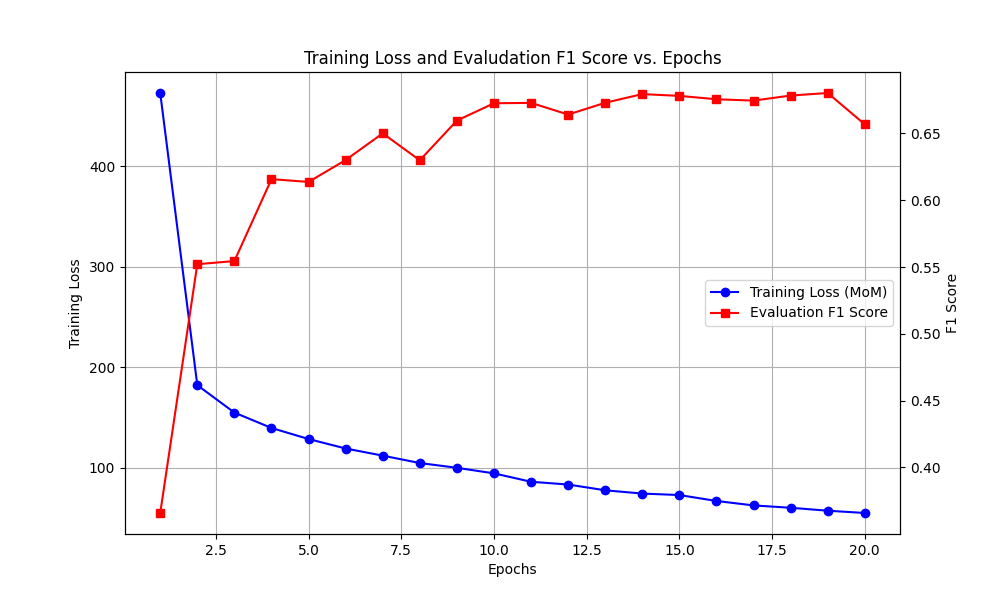 Training Loss and Evaludation F1 Score vs. Epochs
Training Loss
400
300
200
100
0.65
0.60
0.55
0.50
0.45
0.40
F1 Score
Training Loss (MoM)
Evaluation F1 Score
2.5 5.0 7.5 10.0 12.5 15.0 17.5 20.0
Epochs